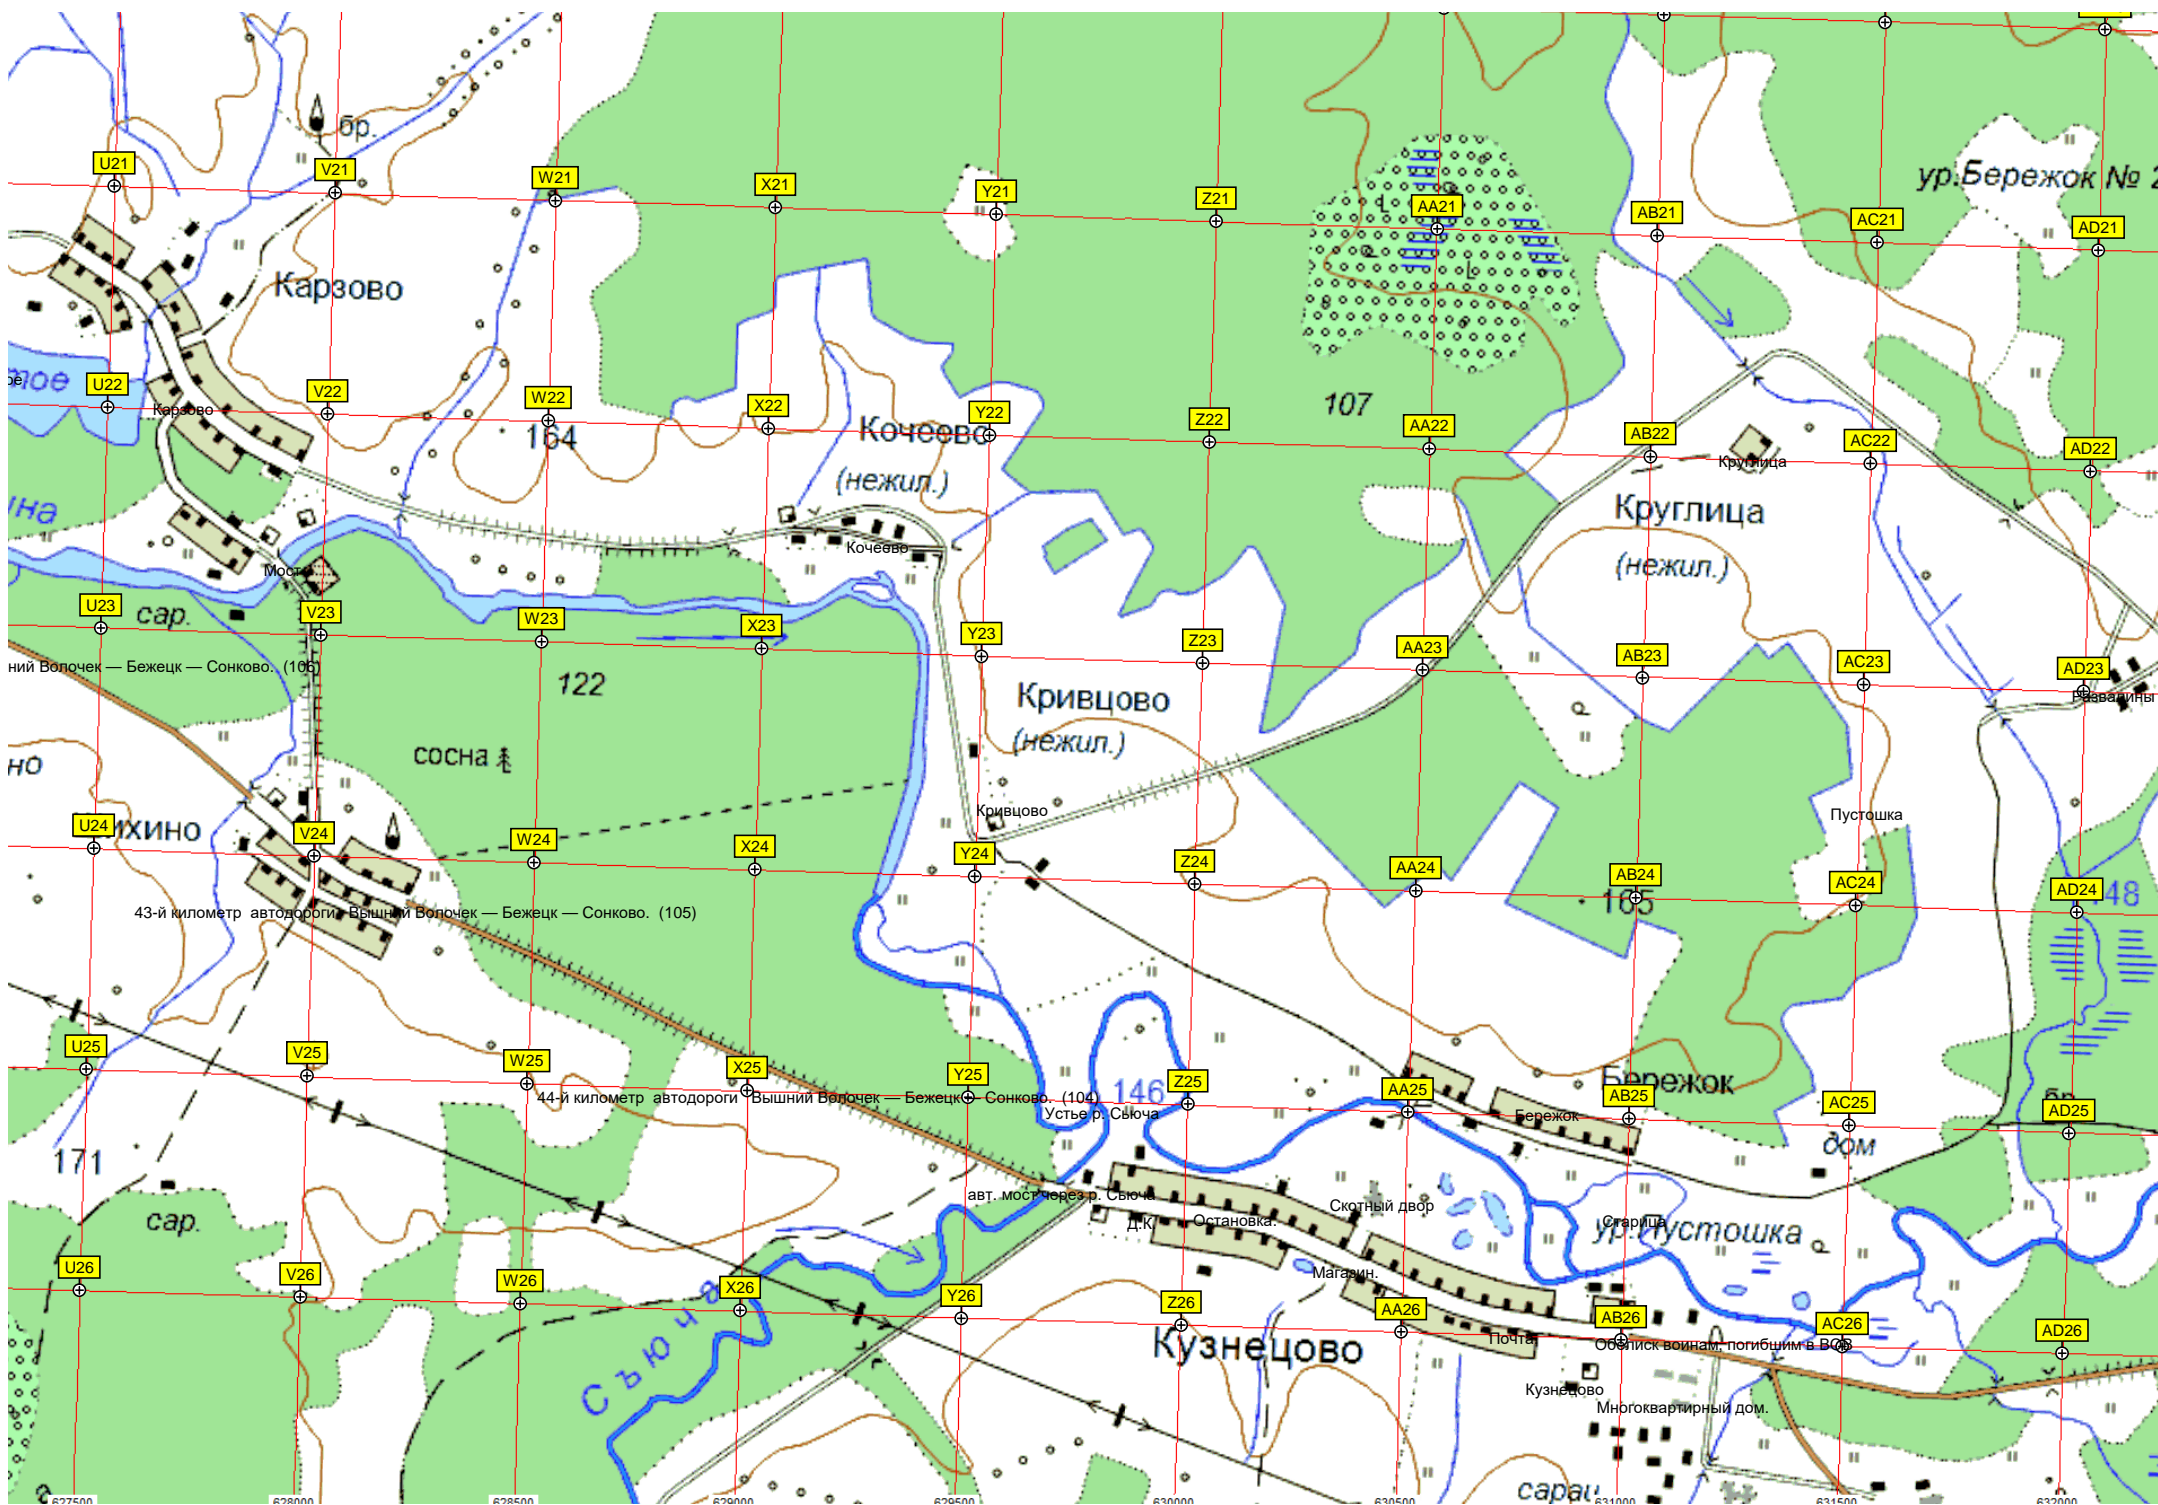 бр.
U21
V21
W21
X21
Y21
Z21
AA21
AB21
AC21
AD21
ур.Бережок № 2
Карзово
тое
U22
V22
W22
X22
Y22
Z22
AA22
AB22
AC22
AD22
107
Карзово
164
Кочеево
(нежил.)
Круглица
Круглица
(нежил.)
Кочеево
Мост
сар.
U23
V23
W23
X23
Y23
Z23
AA23
AB23
AC23
AD23
ний Волочек — Бежецк — Сонково. (106)
122
Кривцово
(нежил.)
Развалины
сосна
но
Кривцово
Пустошка
ихино
U24
V24
W24
X24
Y24
Z24
AA24
AB24
AC24
AD24
165
148
43-й километр автодороги Вышний Волочек — Бежецк — Сонково. (105)
U25
V25
W25
X25
Y25
Z25
AA25
AB25
AC25
AD25
146
Бережок
Бережок
бр.
44-й километр автодороги Вышний Волочек — Бежецк — Сонково. (104)
Устье р. Сьюча
дом
171
авт. мост через р. Сьюча
Скотный двор
сар.
Д.К.
Остановка.
Старица
ур.Пустошка
Магазин.
U26
V26
W26
X26
Y26
Z26
AA26
AB26
AC26
AD26
Съюча
Кузнецово
Почта
Обелиск воинам, погибшим в ВОВ
Кузнецово
Многоквартирный дом.
сараи
627500
628000
628500
629000
629500
630000
630500
631000
631500
632000